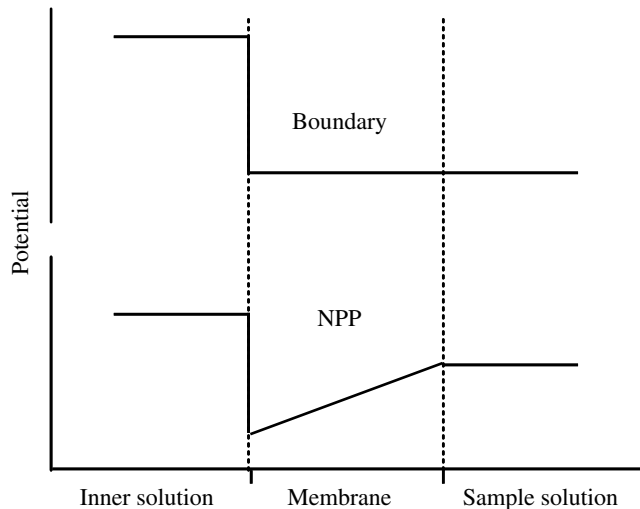 Boundary
Potential
NPP
Inner solution
Membrane
Sample solution